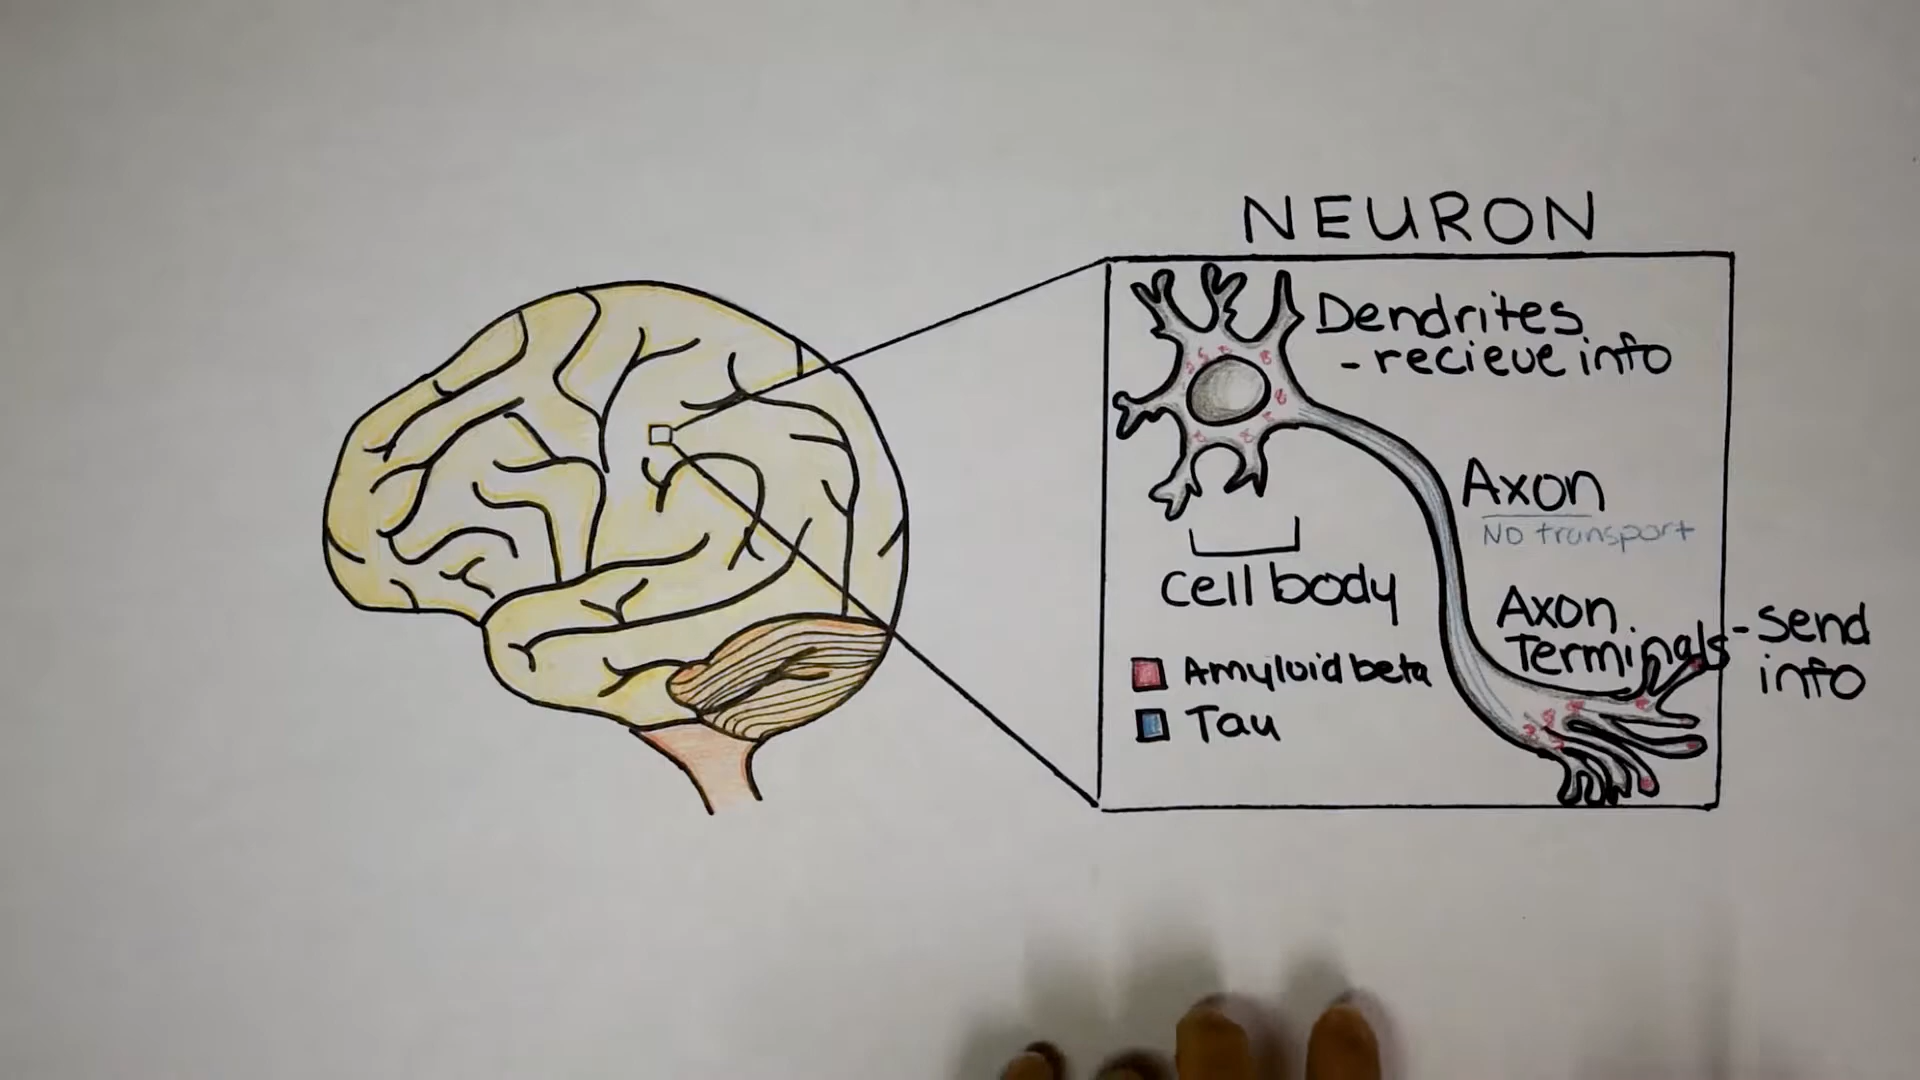 NEURON
Dendrites
- recieve info
Axon
No transport
Cell body
Axon
Terminals
- send
info
Amyloid beta
Tau